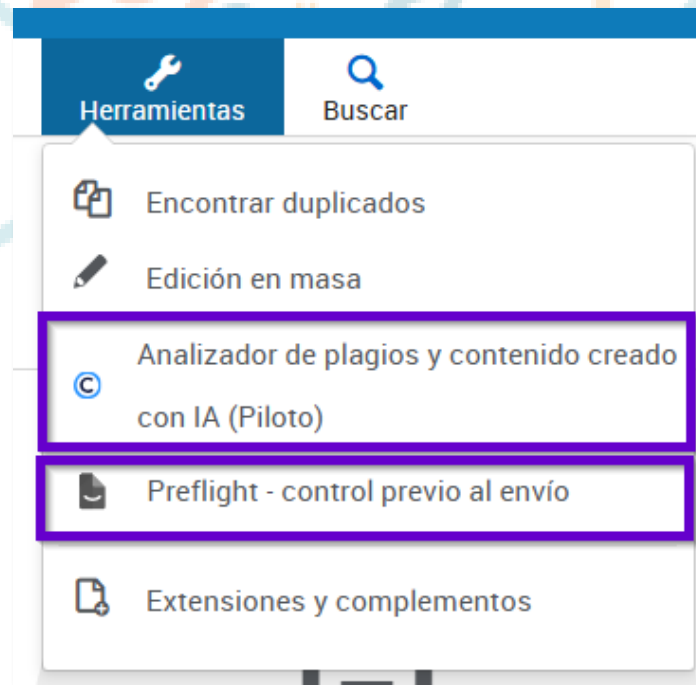 Herramientas
Buscar
Encontrar duplicados
Edición en masa
Analizador de plagios y contenido creado
con IA (Piloto)
Preflight - control previo al envío
Extensiones y complementos